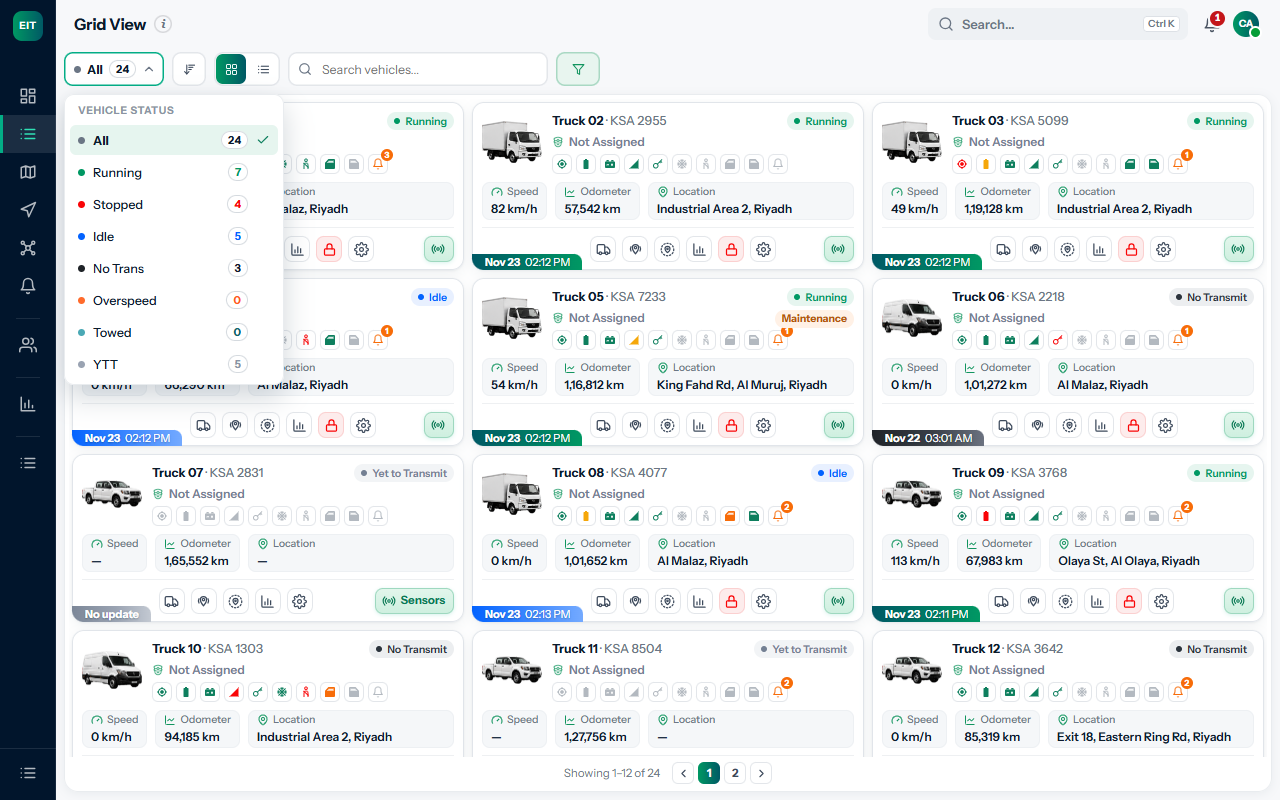 EIT
Grid View
Search...
Ctrl K
1
CA
All 24
Search vehicles...
VEHICLE STATUS
All 24
Running 7
Stopped 4
Idle 5
No Trans 3
Overspeed 0
Towed 0
YTT 5
Running
3
Riyadh
Truck 02 · KSA 2955
Running
Not Assigned
Speed
82 km/h
Odometer
57,542 km
Location
Industrial Area 2, Riyadh
Nov 23 02:12 PM
Truck 03 · KSA 5099
Running
Not Assigned
1
Speed
49 km/h
Odometer
1,19,128 km
Location
Industrial Area 2, Riyadh
Nov 23 02:12 PM
Idle
1
Al Malaz, Riyadh
Nov 23 02:12 PM
Truck 05 · KSA 7233
Running
Not Assigned
Maintenance
1
Speed
54 km/h
Odometer
1,16,812 km
Location
King Fahd Rd, Al Muruj, Riyadh
Nov 23 02:12 PM
Truck 06 · KSA 2218
No Transmit
Not Assigned
1
Speed
0 km/h
Odometer
1,01,272 km
Location
Al Malaz, Riyadh
Nov 22 03:01 AM
Truck 07 · KSA 2831
Yet to Transmit
Not Assigned
Speed
—
Odometer
1,65,552 km
Location
—
No update
Sensors
Truck 08 · KSA 4077
Idle
Not Assigned
2
Speed
0 km/h
Odometer
1,01,652 km
Location
Al Malaz, Riyadh
Nov 23 02:13 PM
Truck 09 · KSA 3768
Running
Not Assigned
2
Speed
113 km/h
Odometer
67,983 km
Location
Olaya St, Al Olaya, Riyadh
Nov 23 02:11 PM
Truck 10 · KSA 1303
No Transmit
Not Assigned
Speed
0 km/h
Odometer
94,185 km
Location
Industrial Area 2, Riyadh
Truck 11 · KSA 8504
Yet to Transmit
Not Assigned
2
Speed
—
Odometer
1,27,756 km
Location
—
Truck 12 · KSA 3642
No Transmit
Not Assigned
2
Speed
0 km/h
Odometer
85,319 km
Location
Exit 18, Eastern Ring Rd, Riyadh
Showing 1–12 of 24
1
2